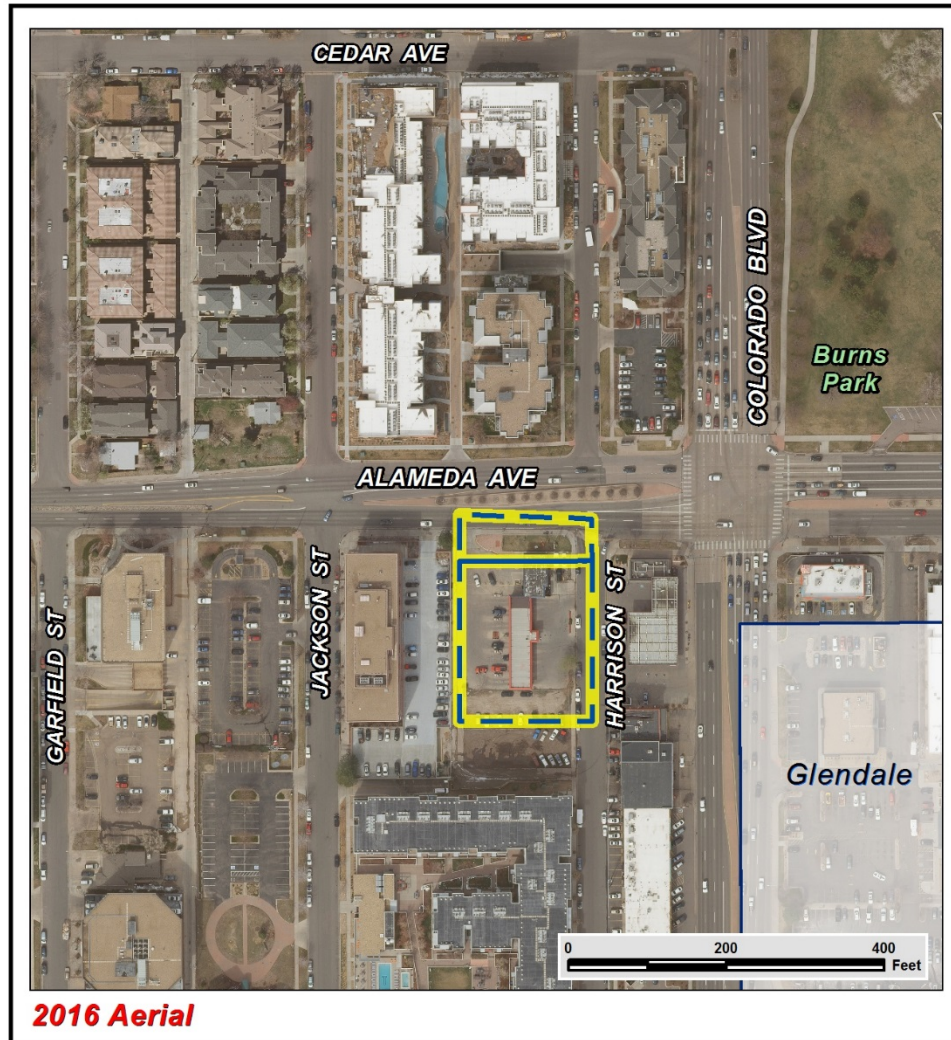 CEDAR AVE
COLORADO BLVD
Burns
Park
ALAMEDA AVE
GARFIELD ST
JACKSON ST
HARRISON ST
Glendale
0 200 400
Feet
2016 Aerial